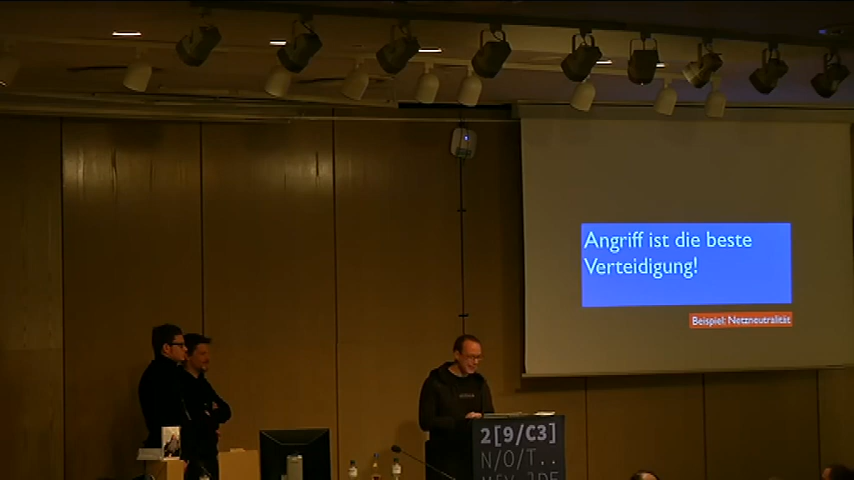 Angriff ist die beste
Verteidigung!
Beispiel: Netzneutralität
2[9/C3]
N/O/T..